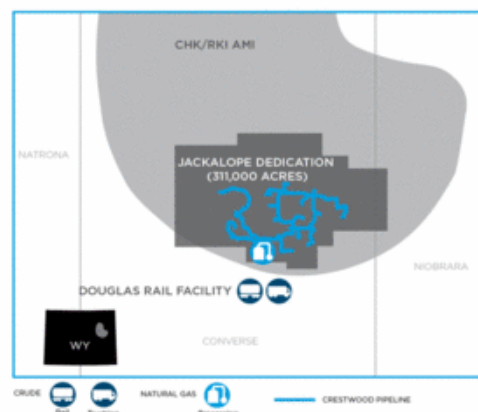 CHK/RKI AMI
NATRONA
JACKALOPE DEDICATION
(311,000 ACRES)
NIOBRARA
DOUGLAS RAIL FACILITY
CONVERSE
WY
CRUDE
NATURAL GAS
CRESTWOOD PIPELINE